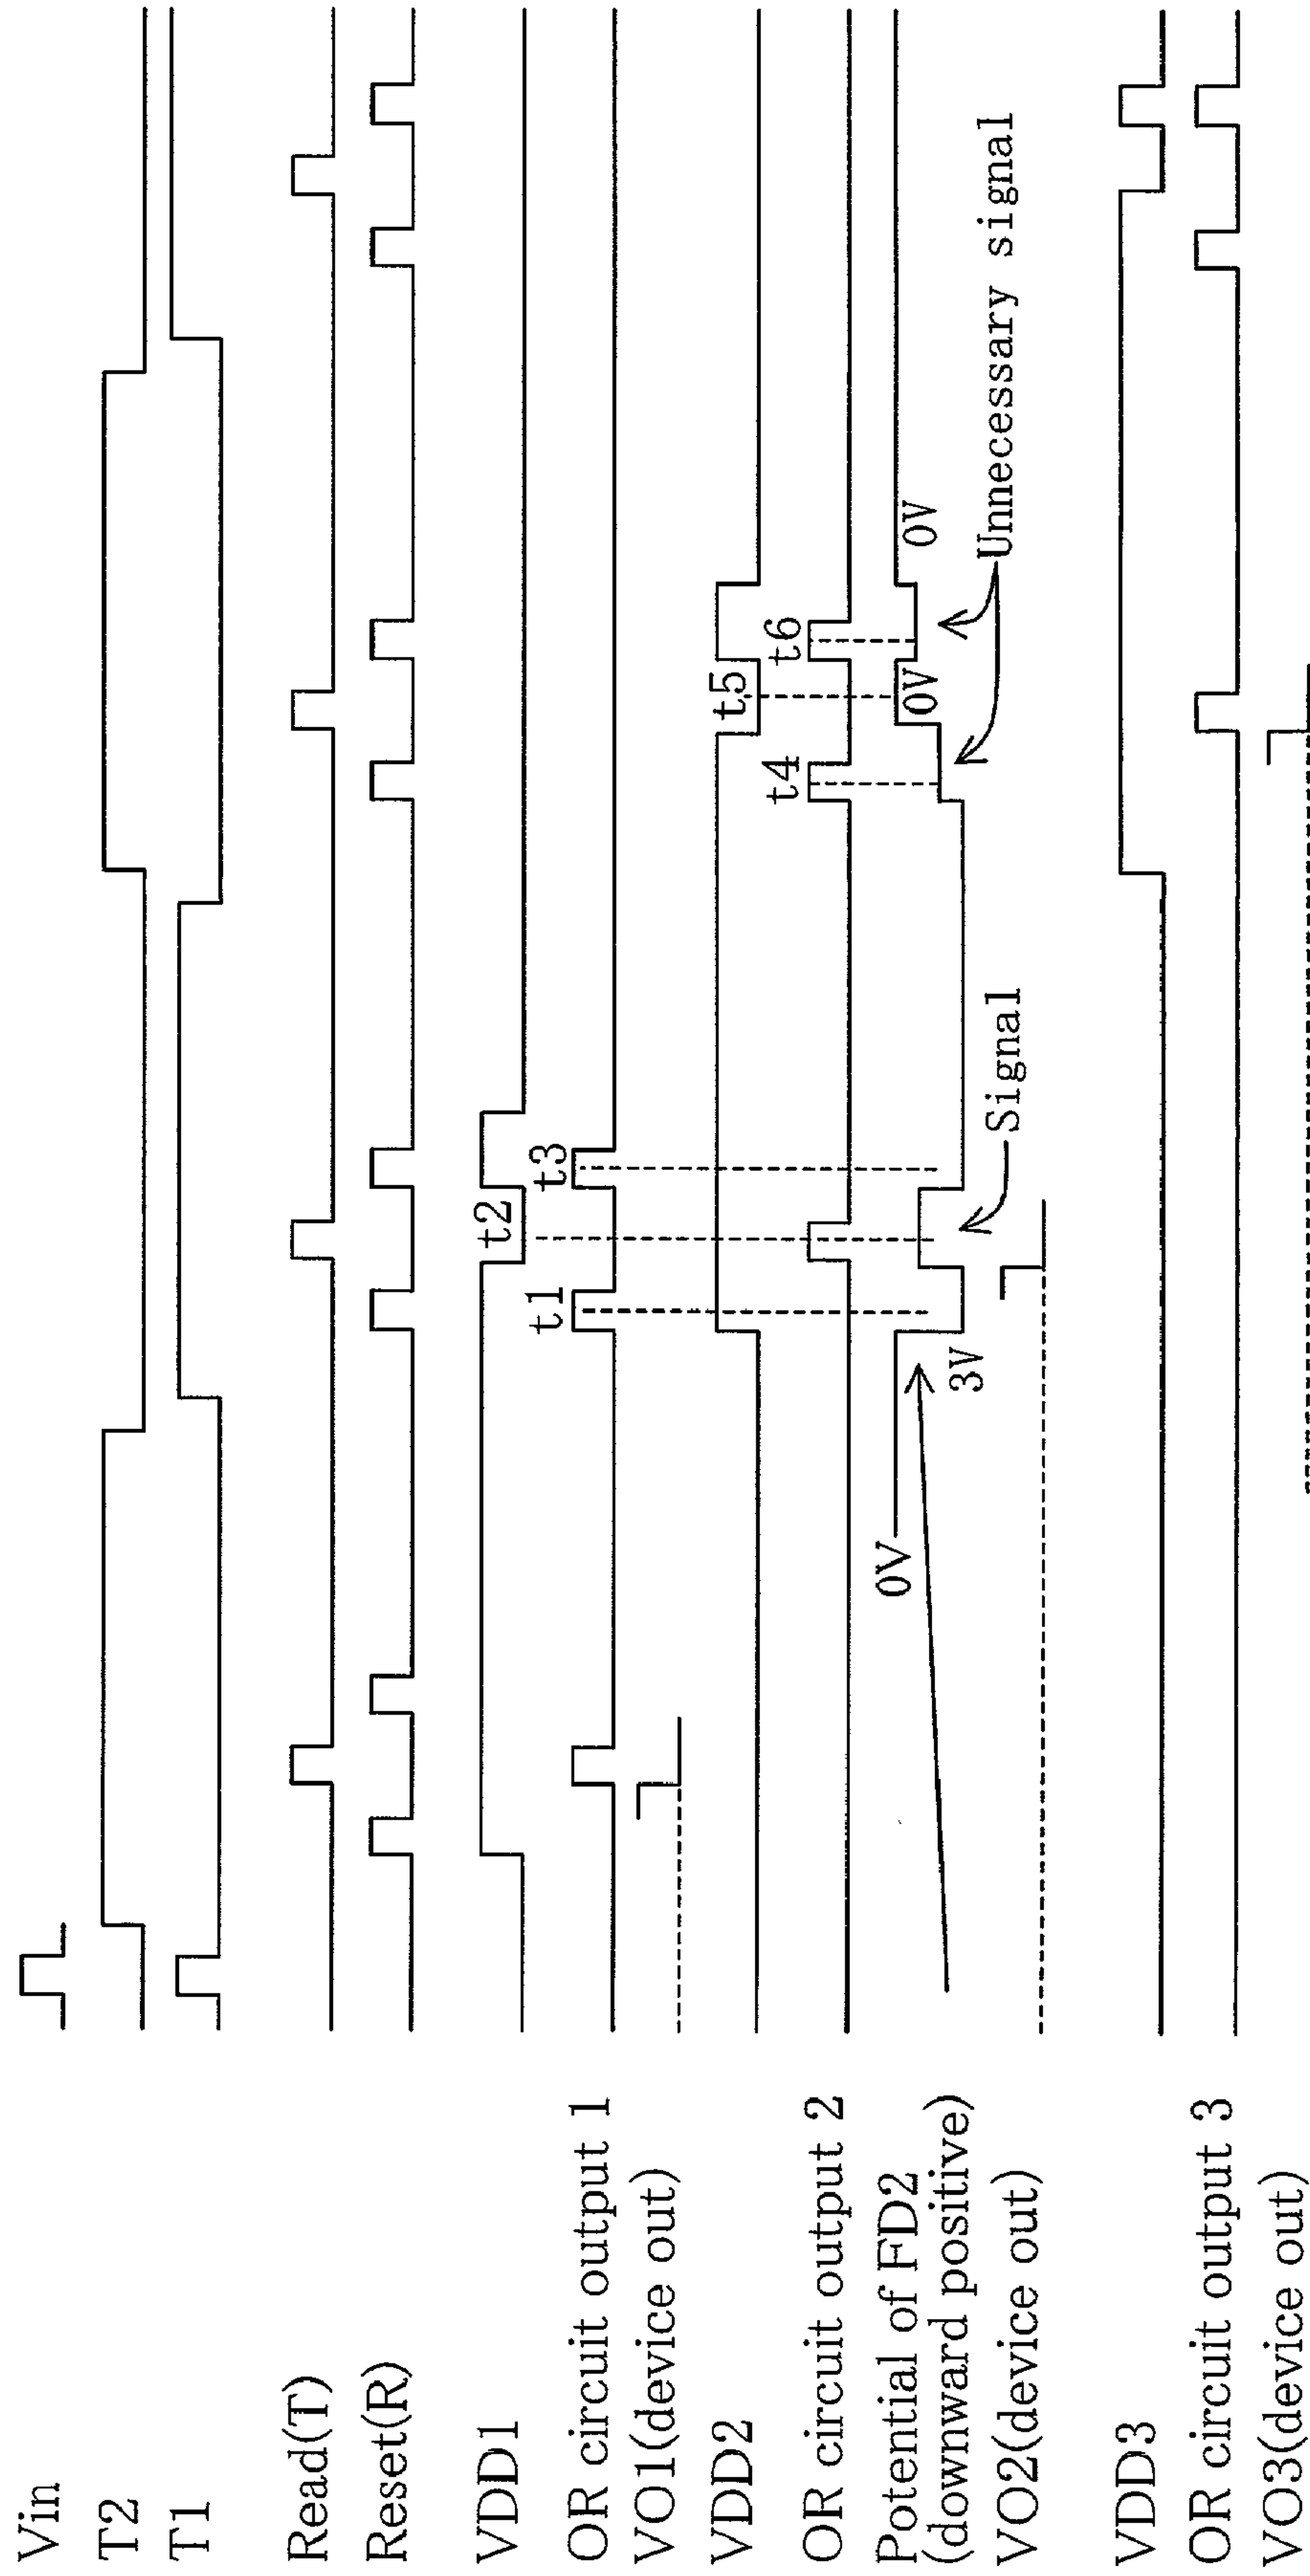 Vin
T2
T1
Read(T)
Reset(R)
VDD1
t2
OR circuit output 1
t1
t3
VO1(device out)
VDD2
t5
OR circuit output 2
t4
t6
Potential of FD2
(downward positive)
0V
3V
0V
0V
Signal
Unnecessary signal
VO2(device out)
VDD3
OR circuit output 3
VO3(device out)